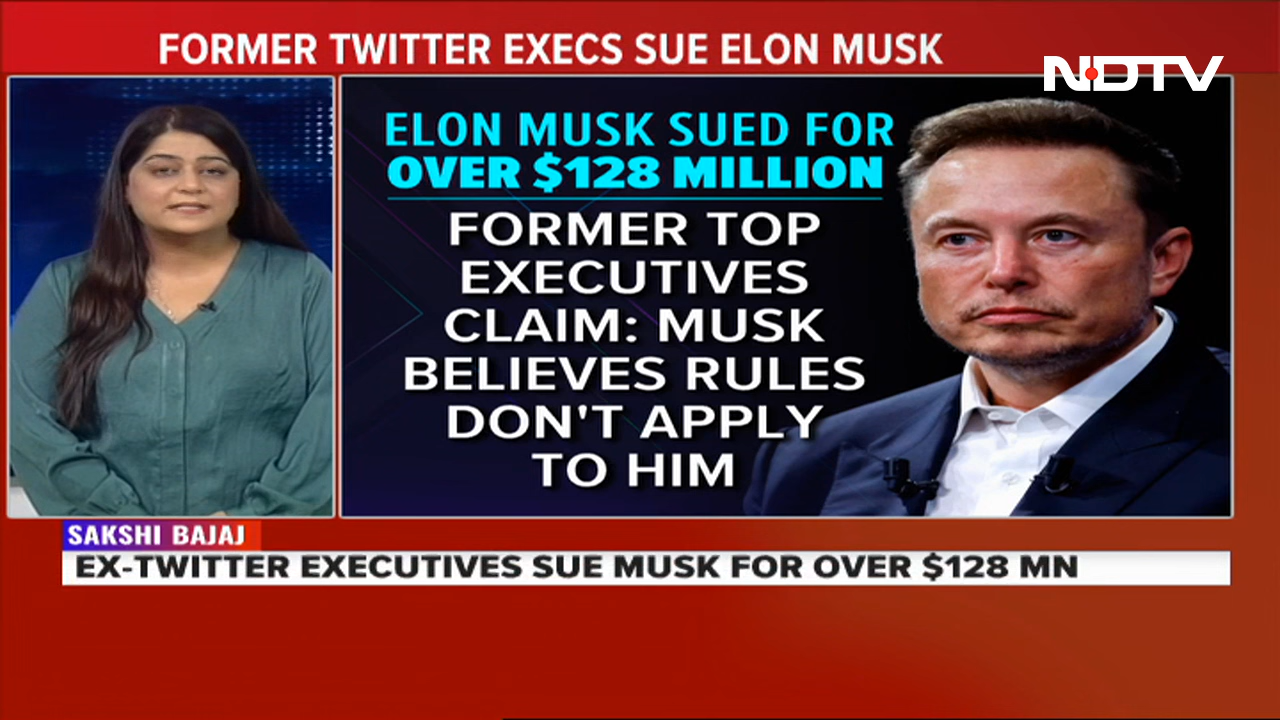 FORMER TWITTER EXECS SUE ELON MUSK
NDTV
ELON MUSK SUED FOR
OVER $128 MILLION
FORMER TOP
EXECUTIVES
CLAIM: MUSK
BELIEVES RULES
DON'T APPLY
TO HIM
SAKSHI BAJAJ
EX-TWITTER EXECUTIVES SUE MUSK FOR OVER $128 MN